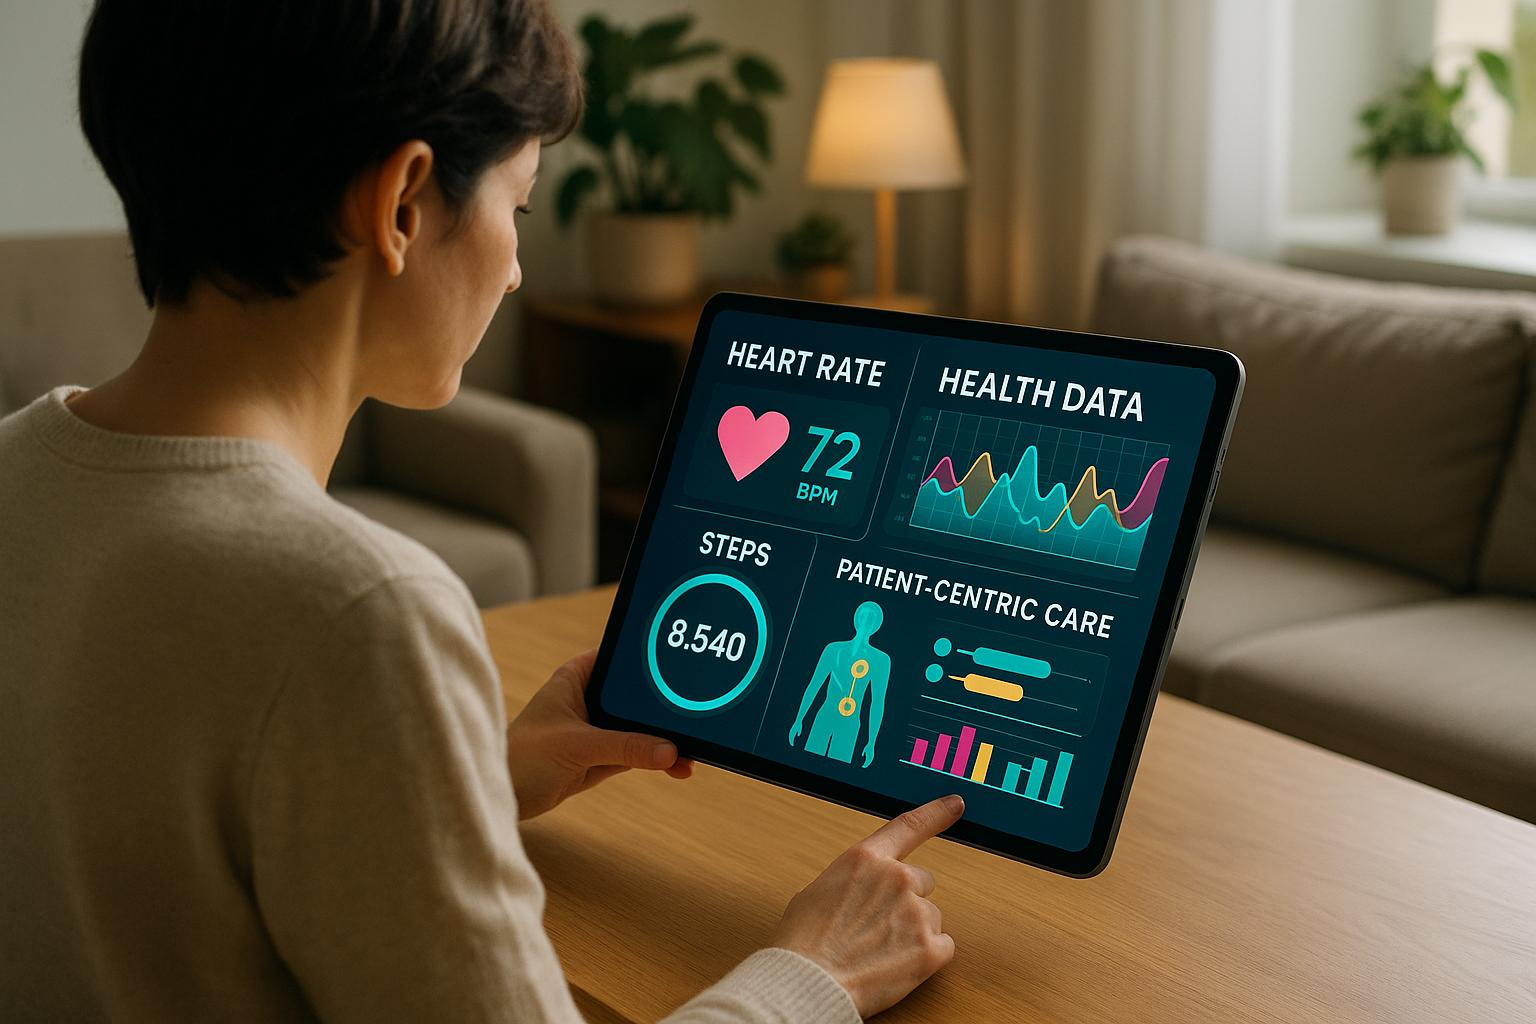 HEART RATE
72
BPM
HEALTH DATA
STEPS
8.540
PATIENT-CENTRIC CARE